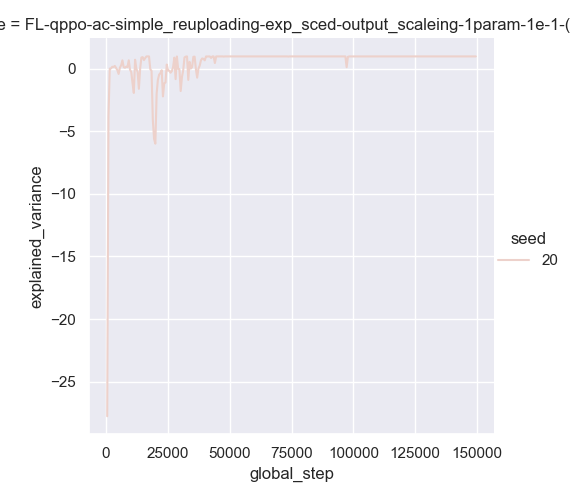 e = FL-qppo-ac-simple_reuploading-exp_sced-output_scaleing-1param-1e-1-(
explained_variance
0
−5
−10
−15
−20
−25
0 25000 50000 75000 100000 125000 150000
global_step
seed
20